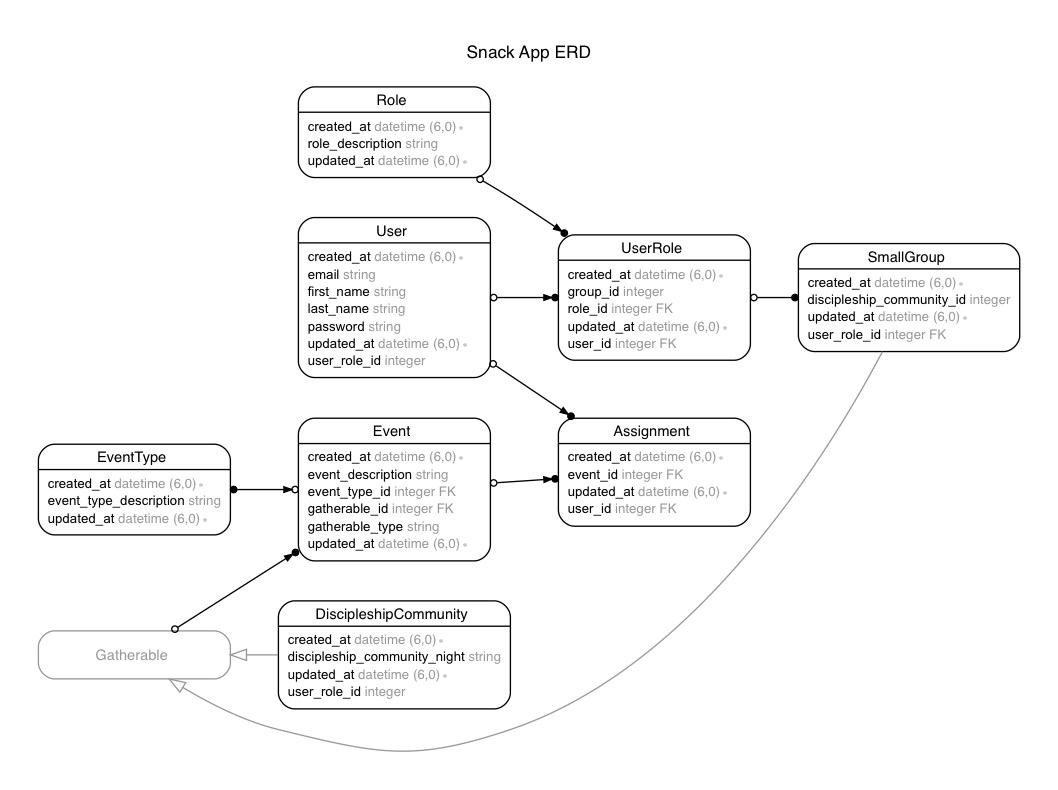 Snack App ERD
Role
created_at datetime (6,0) *
role_description string
updated_at datetime (6,0) *
User
created_at datetime (6,0) *
email string
first_name string
last_name string
password string
updated_at datetime (6,0) *
user_role_id integer
UserRole
created_at datetime (6,0) *
group_id integer
role_id integer FK
updated_at datetime (6,0) *
user_id integer FK
SmallGroup
created_at datetime (6,0) *
discipleship_community_id integer
updated_at datetime (6,0) *
user_role_id integer FK
EventType
created_at datetime (6,0) *
event_type_description string
updated_at datetime (6,0) *
Event
created_at datetime (6,0) *
event_description string
event_type_id integer FK
gatherable_id integer FK
gatherable_type string
updated_at datetime (6,0) *
Assignment
created_at datetime (6,0) *
event_id integer FK
updated_at datetime (6,0) *
user_id integer FK
Gatherable
DiscipleshipCommunity
created_at datetime (6,0) *
discipleship_community_night string
updated_at datetime (6,0) *
user_role_id integer